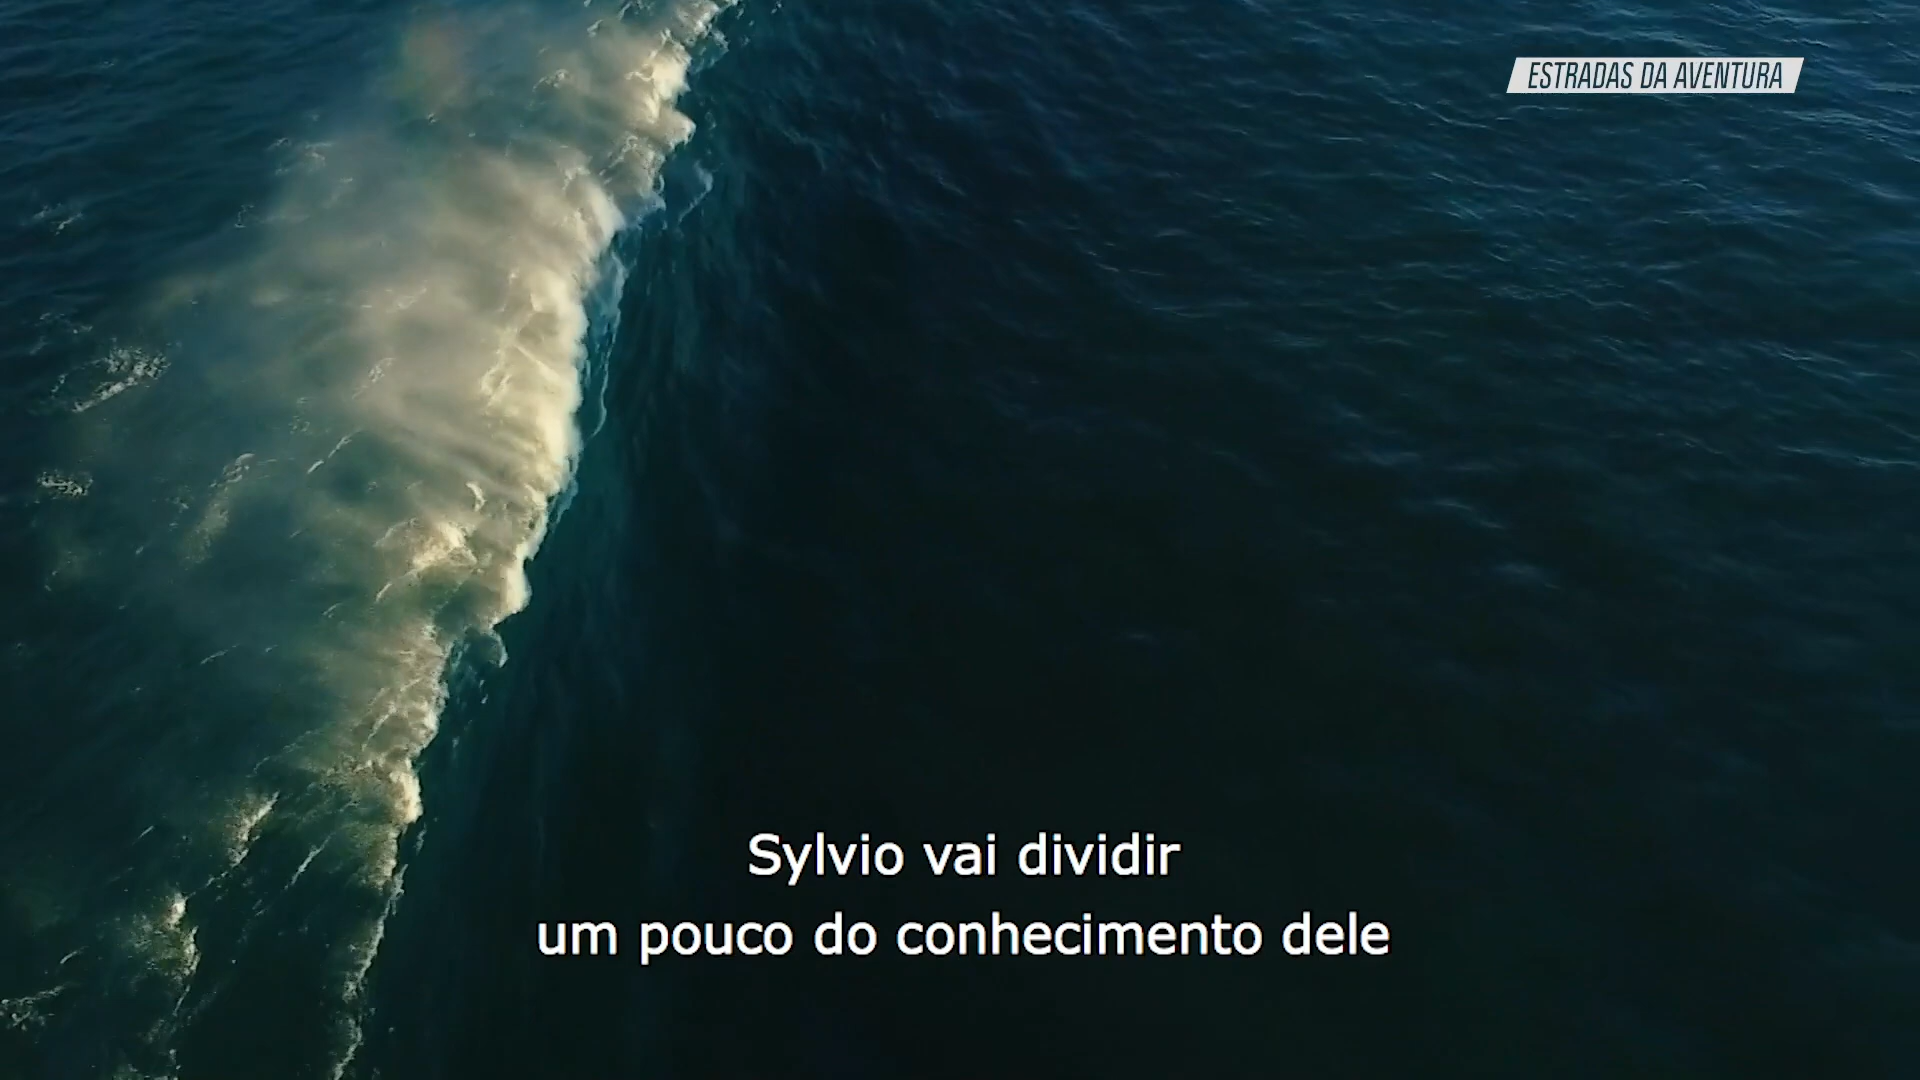 ESTRADAS DA AVENTURA
Sylvio vai dividir
um pouco do conhecimento dele